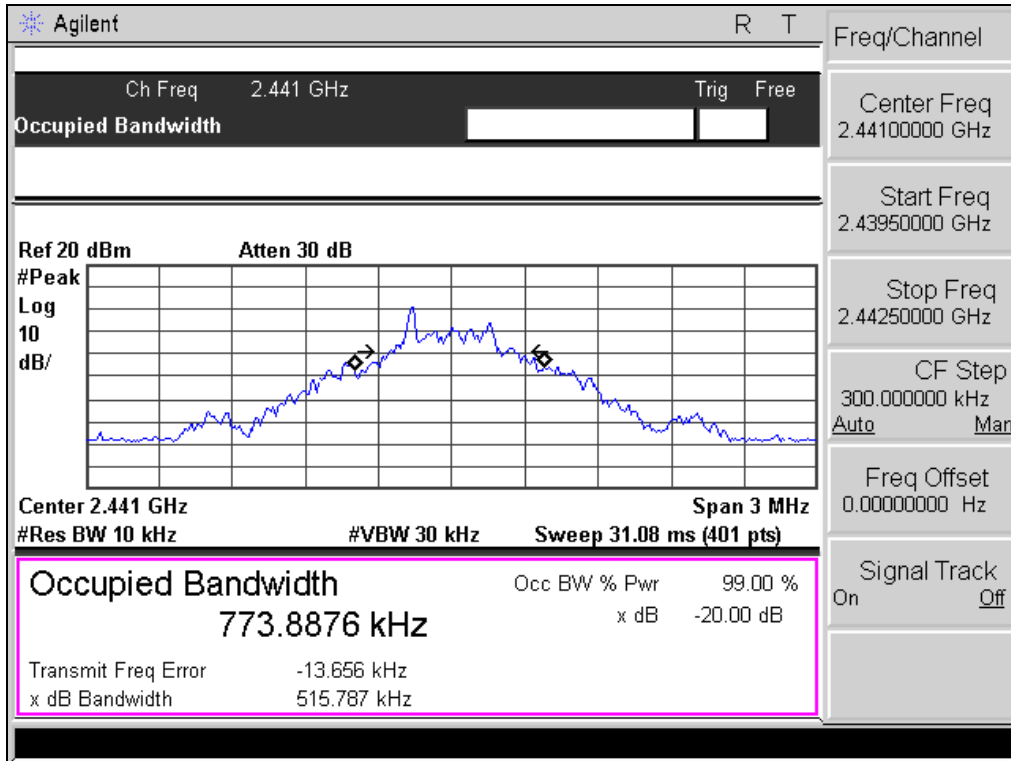 Agilent
R T
Ch Freq 2.441 GHz Trig Free
Occupied Bandwidth
Ref 20 dBm Atten 30 dB
#Peak
Log
10
dB/
Center 2.441 GHz Span 3 MHz
#Res BW 10 kHz #VBW 30 kHz Sweep 31.08 ms (401 pts)
Occupied Bandwidth
773.8876 kHz
Occ BW % Pwr 99.00 %
x dB -20.00 dB
Transmit Freq Error -13.656 kHz
x dB Bandwidth 515.787 kHz
Freq/Channel
Center Freq
2.44100000 GHz
Start Freq
2.43950000 GHz
Stop Freq
2.44250000 GHz
CF Step
300.000000 kHz
Auto Man
Freq Offset
0.00000000 Hz
Signal Track
On Off